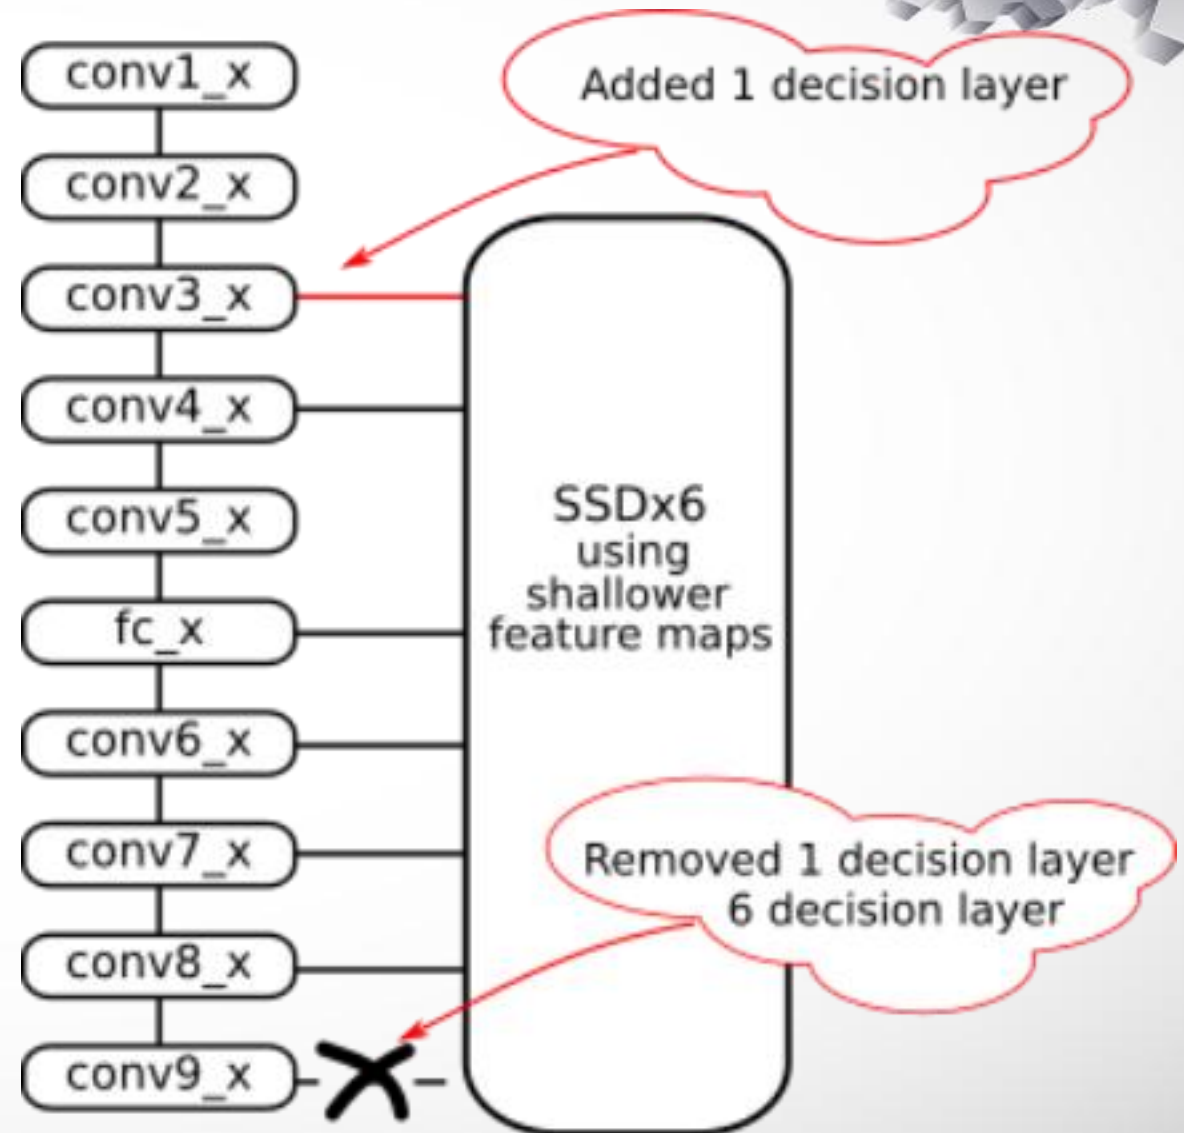 conv1_x
conv2_x
conv3_x
conv4_x
conv5_x
fc_x
conv6_x
conv7_x
conv8_x
conv9_x
Added 1 decision layer
SSDx6
using
shallower
feature maps
Removed 1 decision layer
6 decision layer